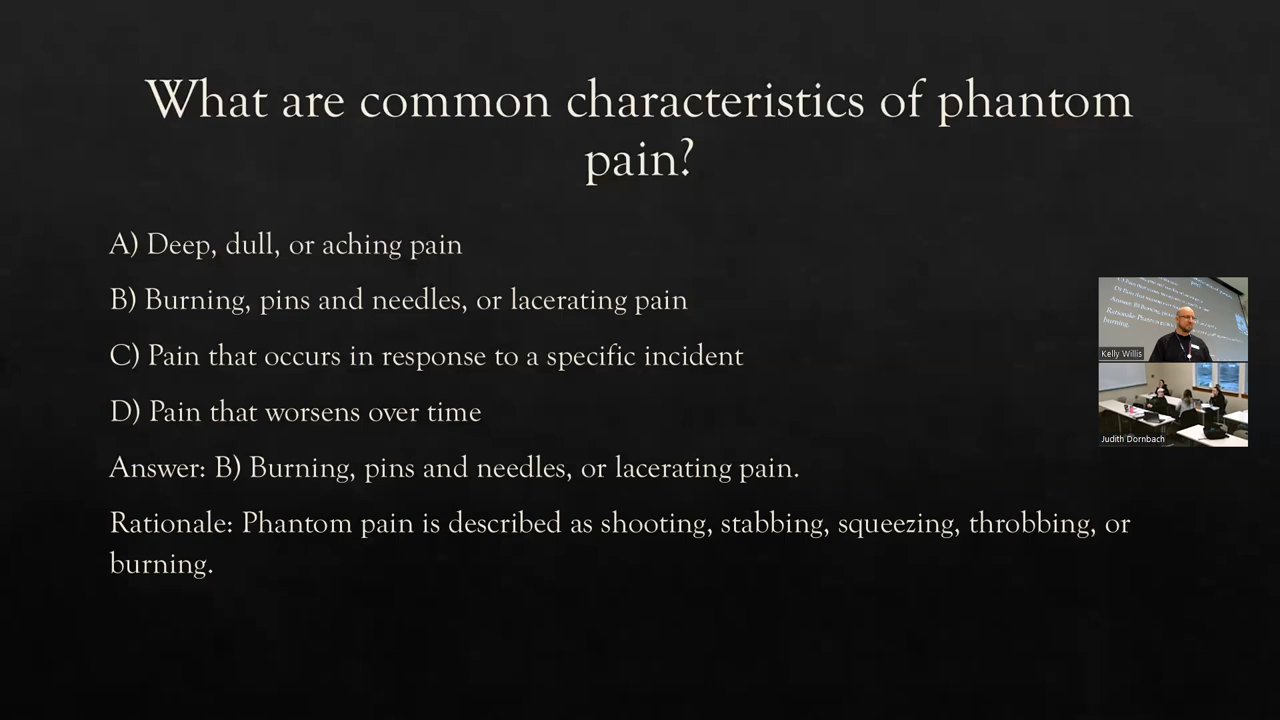 What are common characteristics of phantom
pain?
A) Deep, dull, or aching pain
B) Burning, pins and needles, or lacerating pain
C) Pain that occurs in response to a specific incident
D) Pain that worsens over time
Answer: B) Burning, pins and needles, or lacerating pain.
Rationale: Phantom pain is described as shooting, stabbing, squeezing, throbbing, or
burning.
Kelly Willis
Judith Dornbach